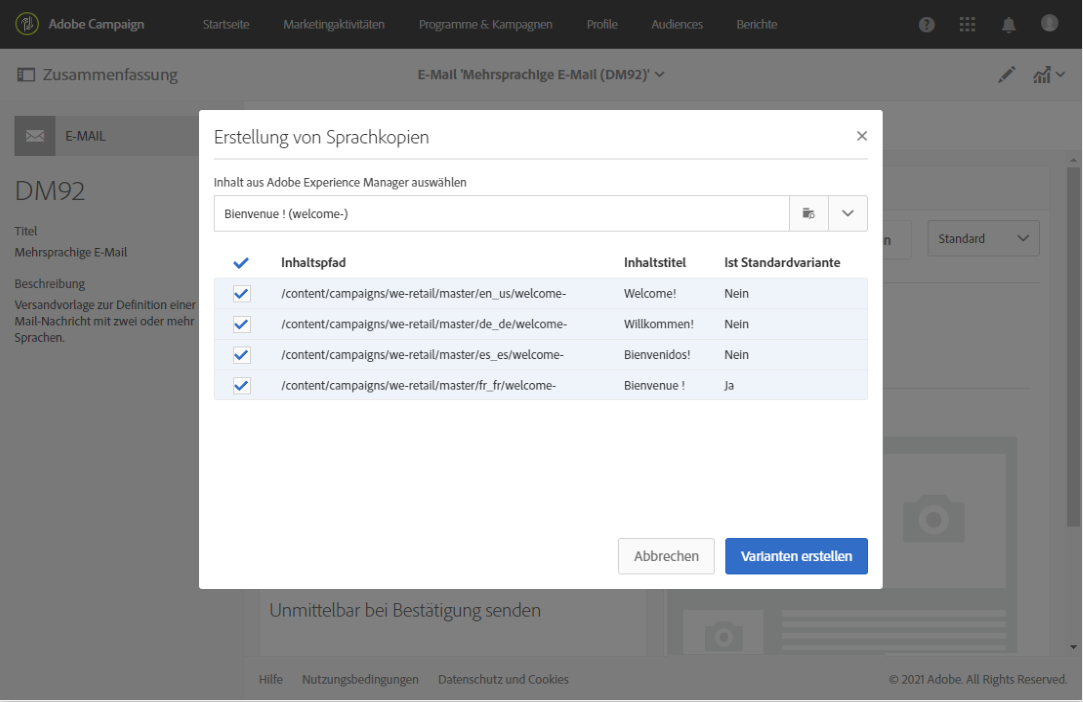 Adobe Campaign Startseite Marketingaktivitäten Programme & Kampagnen Profile Audiences Berichte
Zusammenfassung E-Mail 'Mehrsprachige E-Mail (DM92)'
E-MAIL
DM92
Titel
Mehrsprachige E-Mail
Beschreibung
Versandvorlage zur Definition einer
Mail-Nachricht mit zwei oder mehr
Sprachen.
Erstellung von Sprachkopien
Inhalt aus Adobe Experience Manager auswählen
Bienvenue ! (welcome-)
Inhaltspfad Inhaltstitel Ist Standardvariante
/content/campaigns/we-retail/master/en_us/welcome- Welcome! Nein
/content/campaigns/we-retail/master/de_de/welcome- Willkommen! Nein
/content/campaigns/we-retail/master/es_es/welcome- Bienvenidos! Nein
/content/campaigns/we-retail/master/fr_fr/welcome- Bienvenue ! Ja
Abbrechen Varianten erstellen
n Standard
Unmittelbar bei Bestätigung senden
Hilfe Nutzungsbedingungen Datenschutz und Cookies © 2021 Adobe. All Rights Reserved.